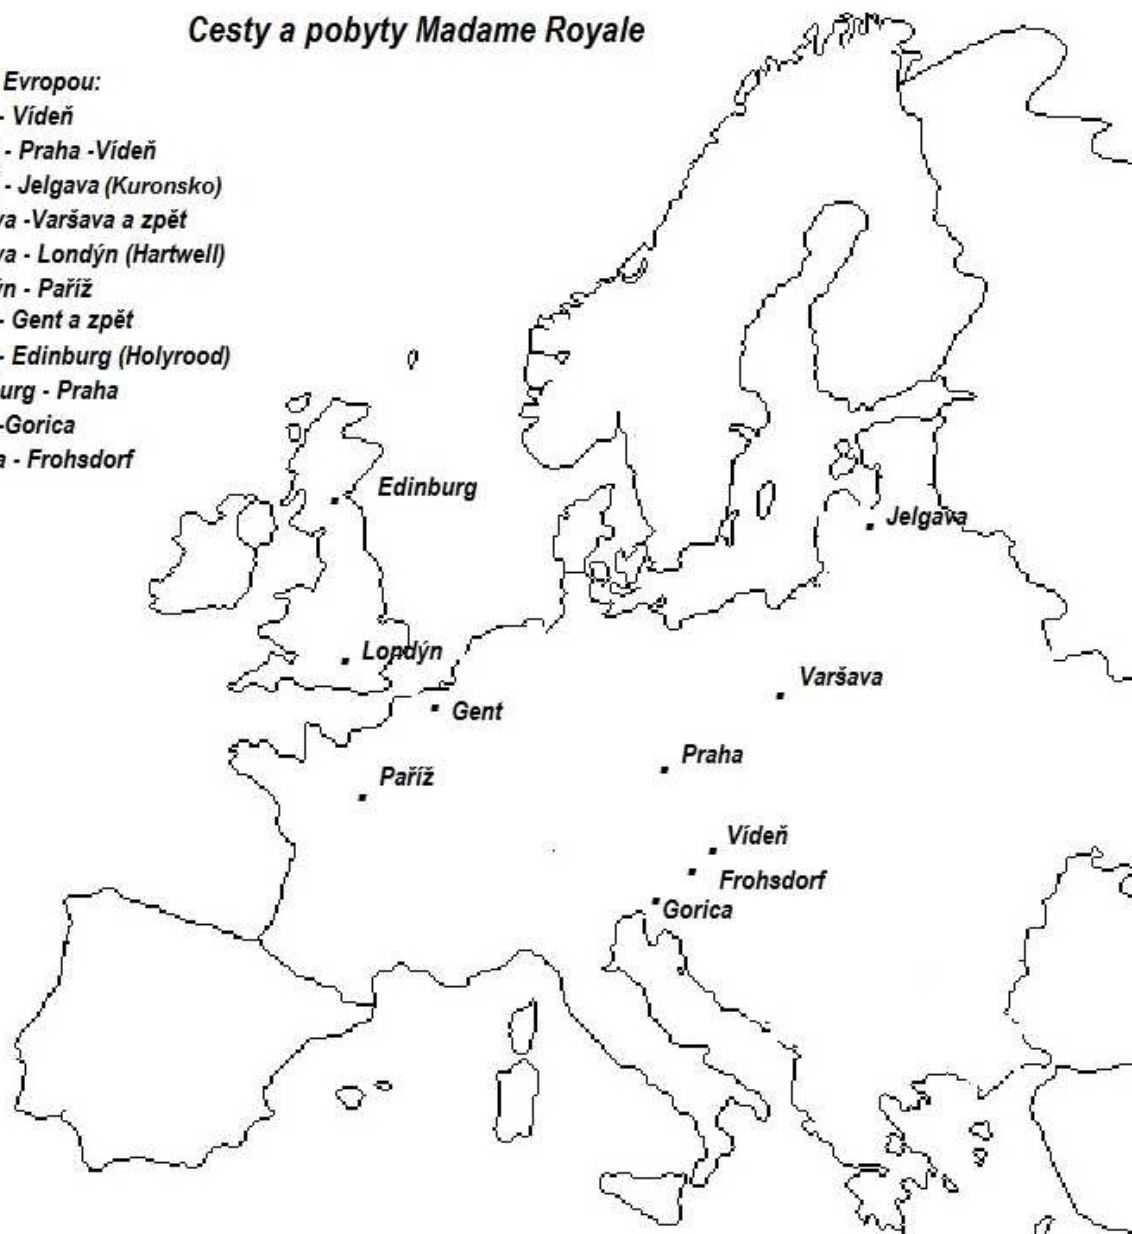 Cesty a pobyty Madame Royale
Evropou:
- Vídeň
- Praha -Vídeň
- Jelgava (Kuronsko)
va -Varšava a zpět
va - Londýn (Hartwell)
ýn - Paříž
- Gent a zpět
- Edinburg (Holyrood)
urg - Praha
-Gorica
a - Frohsdorf
Edinburg
Jelgava
Londýn
Varšava
Gent
Praha
Paříž
Vídeň
Frohsdorf
Gorica